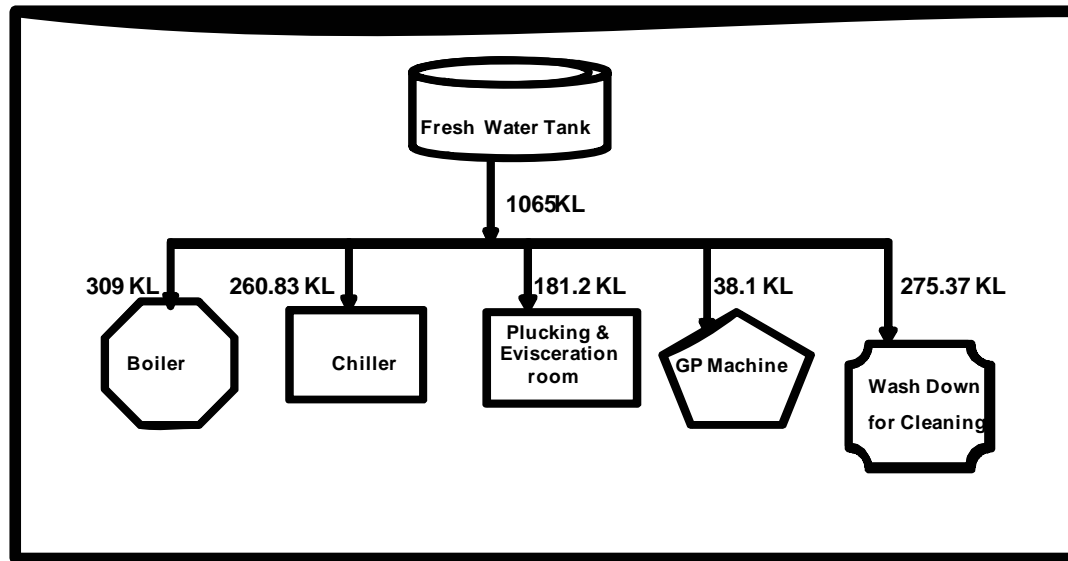 Fresh Water Tank
1065KL
309 KL
260.83 KL
181.2 KL
38.1 KL
275.37 KL
Boiler
Chiller
Plucking &
Evisceration
room
GP Machine
Wash Down
for Cleaning